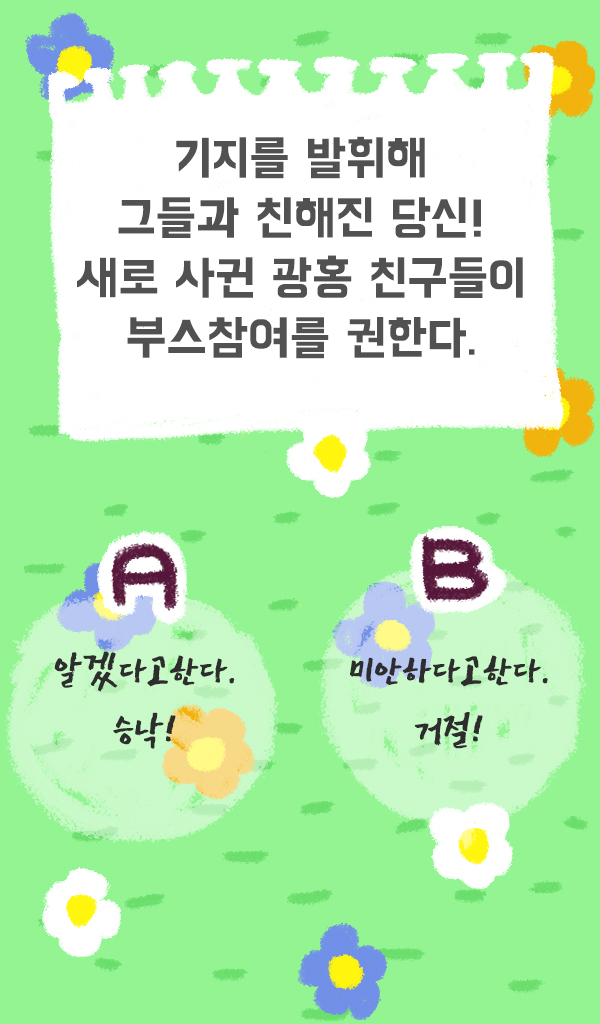 기지를 발휘해
그들과 친해진 당신!
새로 사귄 광홍 친구들이
부스참여를 권한다.
A
알겠다고한다.
승낙!
B
미안하다고한다.
거절!